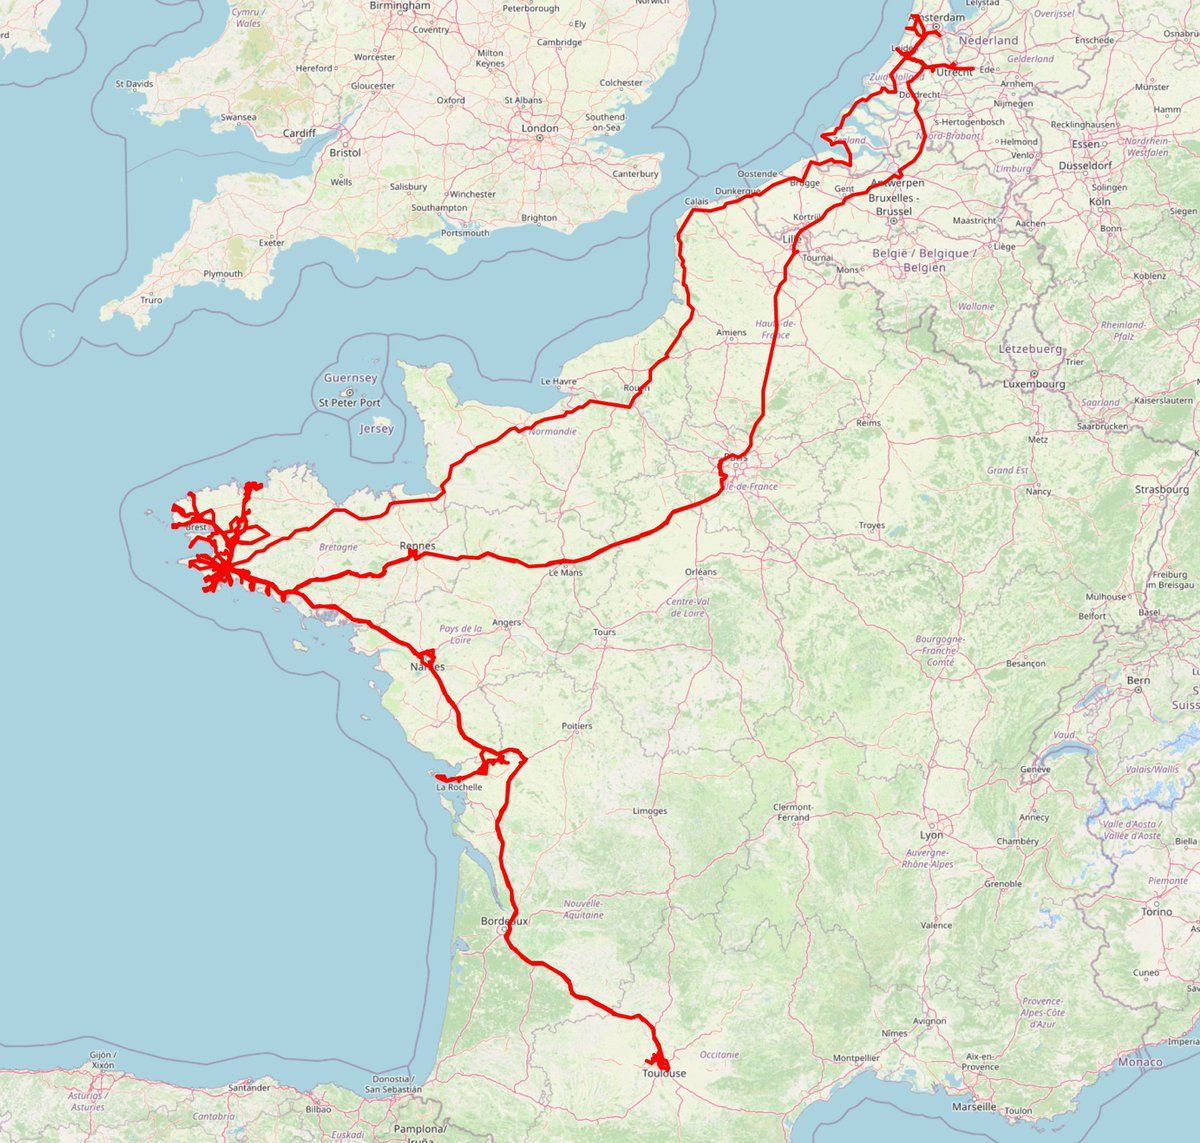 Cymru /
Wales
Birmingham
Coventry
Peterborough
Ely
Norwich
Cambridge
Worcester
Milton
Keynes
Hereford
St Davids
Gloucester
Colchester
Oxford
St Albans
Swansea
Cardiff
London
Southend-
on-Sea
Bristol
Canterbury
Wells
Salisbury
Winchester
Southampton
Brighton
Portsmouth
Exeter
Plymouth
Truro
Lelystad
Overijssel
Nederland
Enschede
Gelderland
Utrecht
Ede
Arnhem
Zuid-Holland
Dordrecht
Nijmegen
Münster
Hamm
's-Hertogenbosch
Noord-Brabant
Recklinghausen
Helmond
Essen
Venlo
Nordrhein-
Westfalen
Limburg
Düsseldorf
Oostende
Brugge
Gent
Antwerpen
Dunkerque
Calais
Bruxelles -
Brussel
Solingen
Köln
Siegen
Kortrijk
Maastricht
Aachen
Bonn
Lille
Tournai
Liège
Mons
België / Belgique /
Belgien
Koblenz
Wallonie
Amiens
Hauts-de-
France
Rheinland-
Pfalz
Lëtzebuerg
Trier
Luxembourg
Guernsey
St Peter Port
Jersey
Le Havre
Rouen
Normandie
Reims
Saarland
Kaiserslautern
Saarbrücken
Metz
Paris
Île-de-France
Grand Est
Nancy
Strasbourg
Brest
Troyes
Bretagne
Rennes
Le Mans
Orléans
Freiburg
im Breisgau
Mulhouse
Belfort
Basel
Centre-Val
de Loire
Angers
Pays de la
Loire
Tours
Bourgogne-
Franche-
Comté
Besançon
Nantes
Bern
Poitiers
Vaud
Genève
Valais/Wallis
La Rochelle
Limoges
Clermont-
Ferrand
Annecy
Lyon
Chambéry
Valle d'Aosta /
Vallée d'Aoste
Biella
Auvergne-
Rhône-Alpes
Grenoble
Piemonte
Nouvelle-
Aquitaine
Bordeaux
Valence
Torino
Cuneo
Provence-
Alpes-Côte
d'Azur
Avignon
Nîmes
Occitanie
Montpellier
Aix-en-
Provence
Monaco
Toulouse
Marseille
Toulon
Gijón /
Xixón
Donostia /
San Sebastián
Santander
Asturias /
Asturies
Bilbao
Cantabria
Euskadi
Pamplona/
Iruña